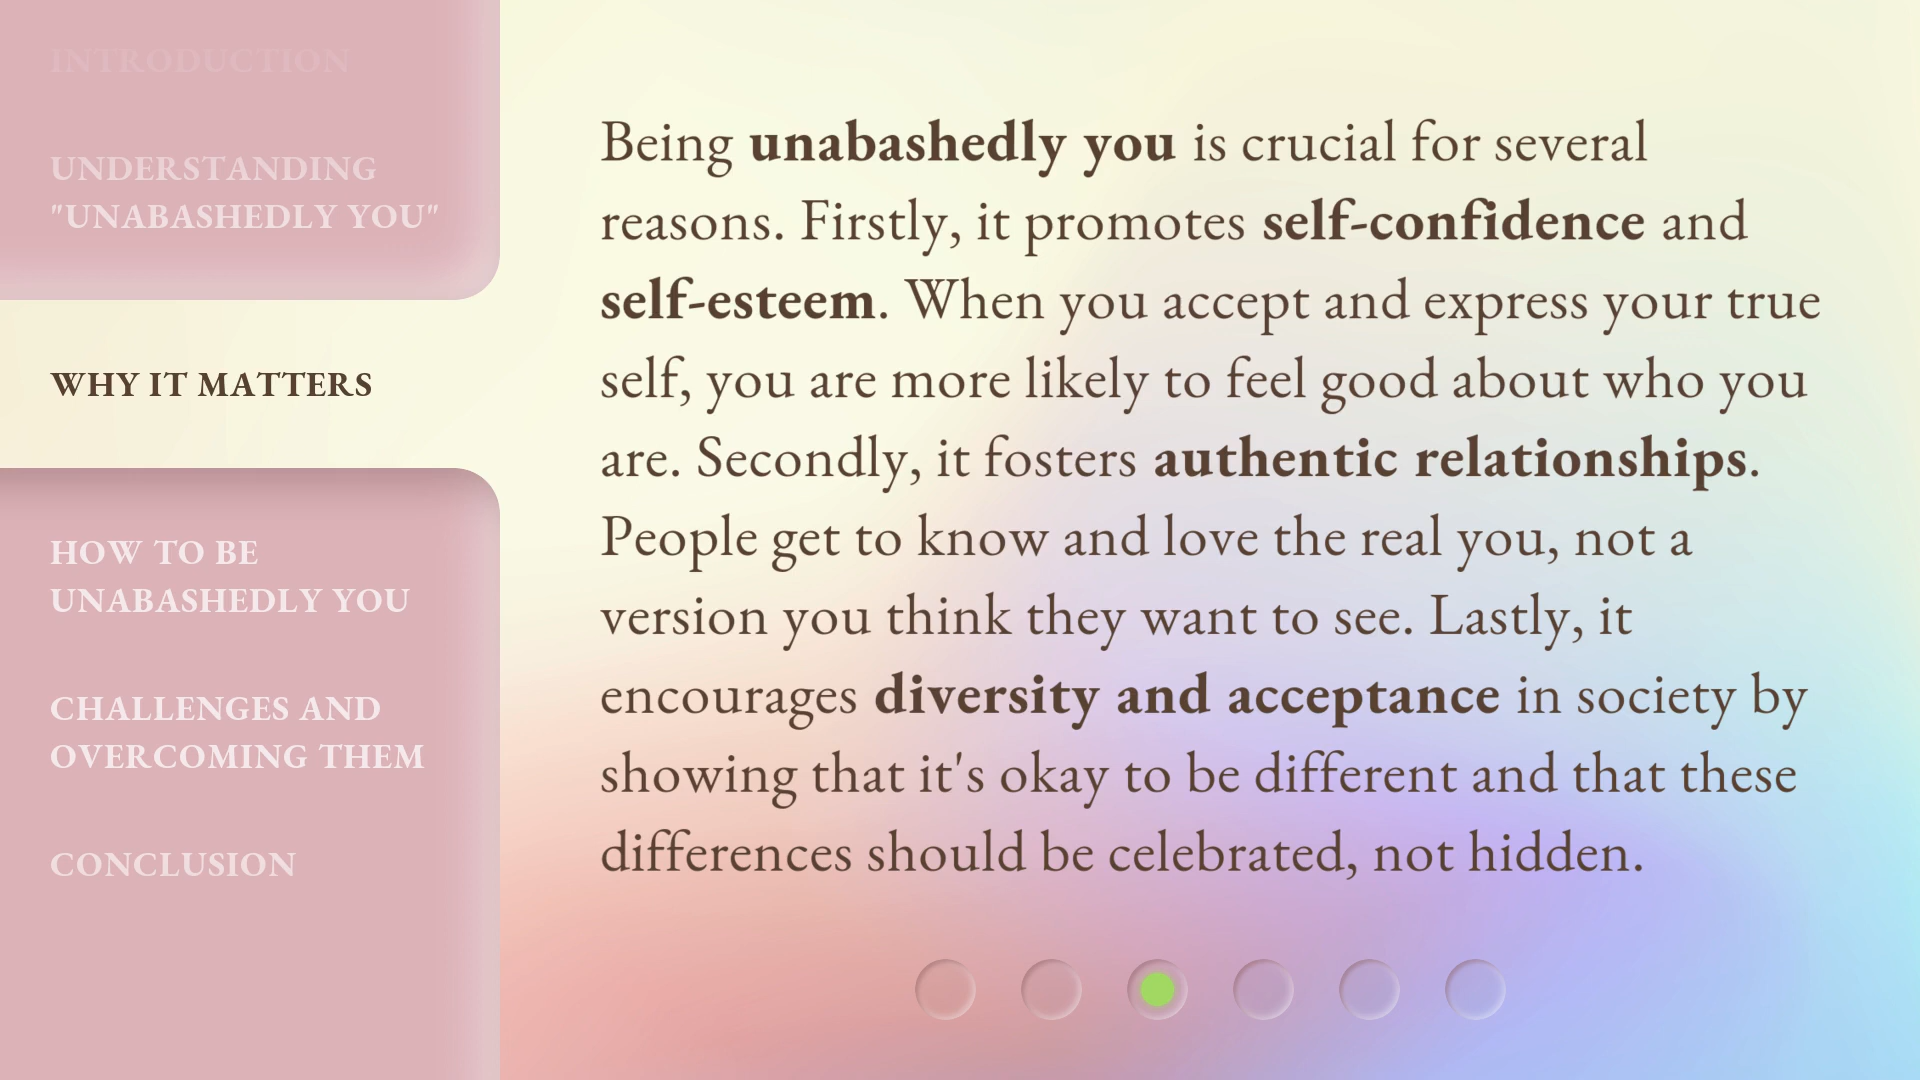 INTRODUCTION
UNDERSTANDING
"UNABASHEDLY YOU"
WHY IT MATTERS
HOW TO BE
UNABASHEDLY YOU
CHALLENGES AND
OVERCOMING THEM
CONCLUSION
Being unabashedly you is crucial for several
reasons. Firstly, it promotes self-confidence and
self-esteem. When you accept and express your true
self, you are more likely to feel good about who you
are. Secondly, it fosters authentic relationships.
People get to know and love the real you, not a
version you think they want to see. Lastly, it
encourages diversity and acceptance in society by
showing that it's okay to be different and that these
differences should be celebrated, not hidden.